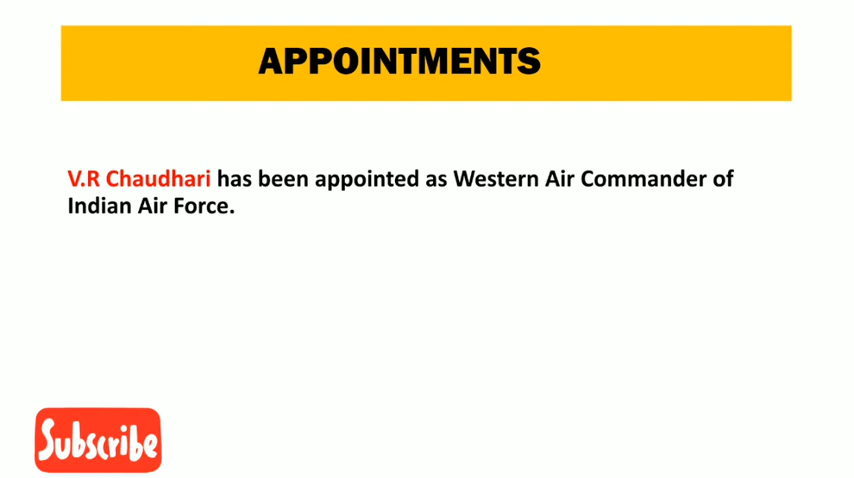 APPOINTMENTS
V.R Chaudhari has been appointed as Western Air Commander of
Indian Air Force.
Subscribe